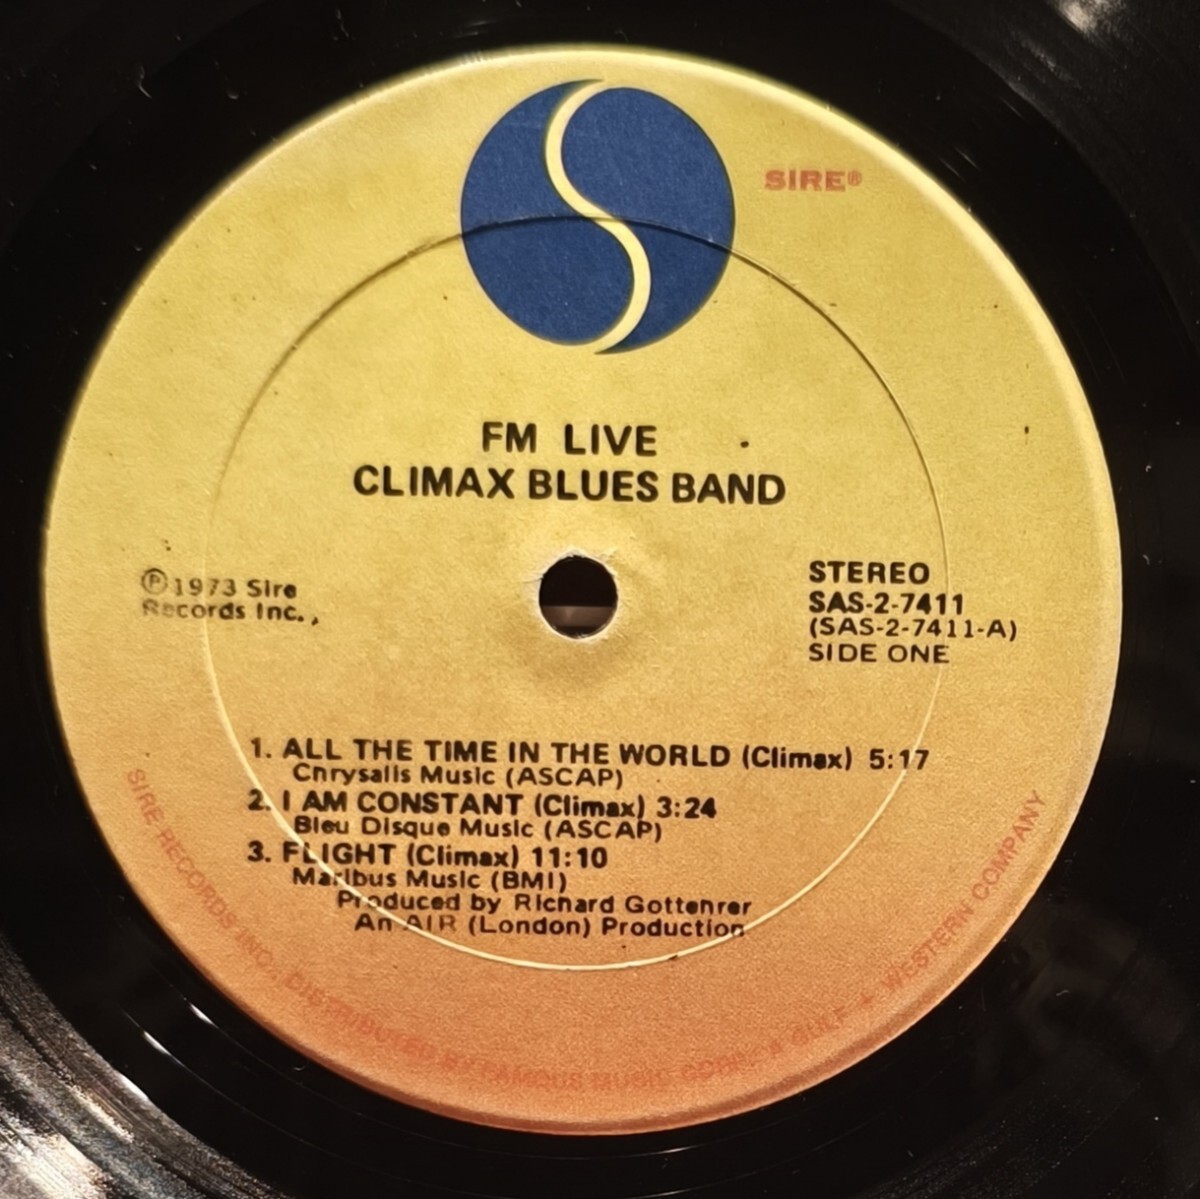 SIRE®
FM LIVE
CLIMAX BLUES BAND
℗1973 Sire
Records Inc.,
STEREO
SAS-2-7411
(SAS-2-7411-A)
SIDE ONE
1. ALL THE TIME IN THE WORLD (Climax) 5:17
Chrysalis Music (ASCAP)
2. I AM CONSTANT (Climax) 3:24
Bleu Disque Music (ASCAP)
3. FLIGHT (Climax) 11:10
Maribus Music (BMI)
Produced by Richard Gottehrer
An AIR (London) Production
SIRE RECORDS INC., DISTRIBUTED BY FAMOUS MUSIC CORP. A GULF + WESTERN COMPANY